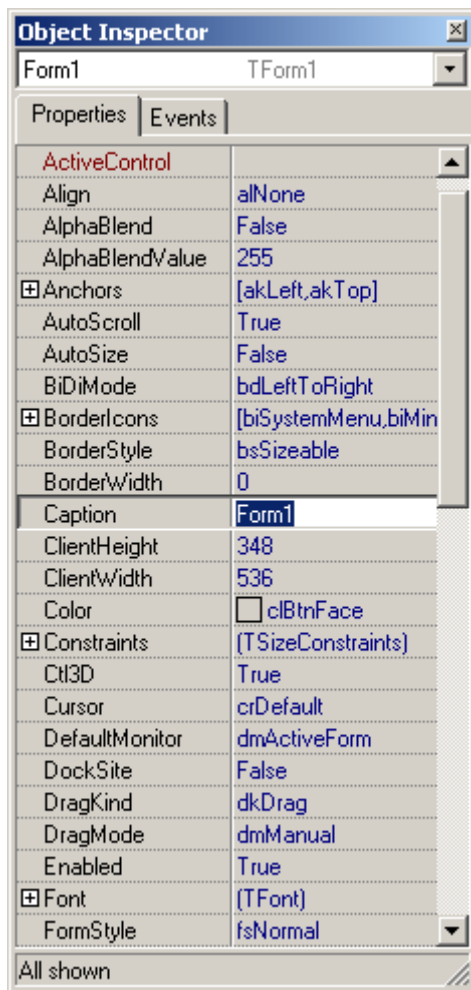 Object Inspector
Form1 TForm1
Properties Events
ActiveControl
Align alNone
AlphaBlend False
AlphaBlendValue 255
Anchors [akLeft,akTop]
AutoScroll True
AutoSize False
BiDiMode bdLeftToRight
BorderIcons [biSystemMenu,biMin
BorderStyle bsSizeable
BorderWidth 0
Caption Form1
ClientHeight 348
ClientWidth 536
Color clBtnFace
Constraints (TSizeConstraints)
Ctl3D True
Cursor crDefault
DefaultMonitor dmActiveForm
DockSite False
DragKind dkDrag
DragMode dmManual
Enabled True
Font (TFont)
FormStyle fsNormal
All shown